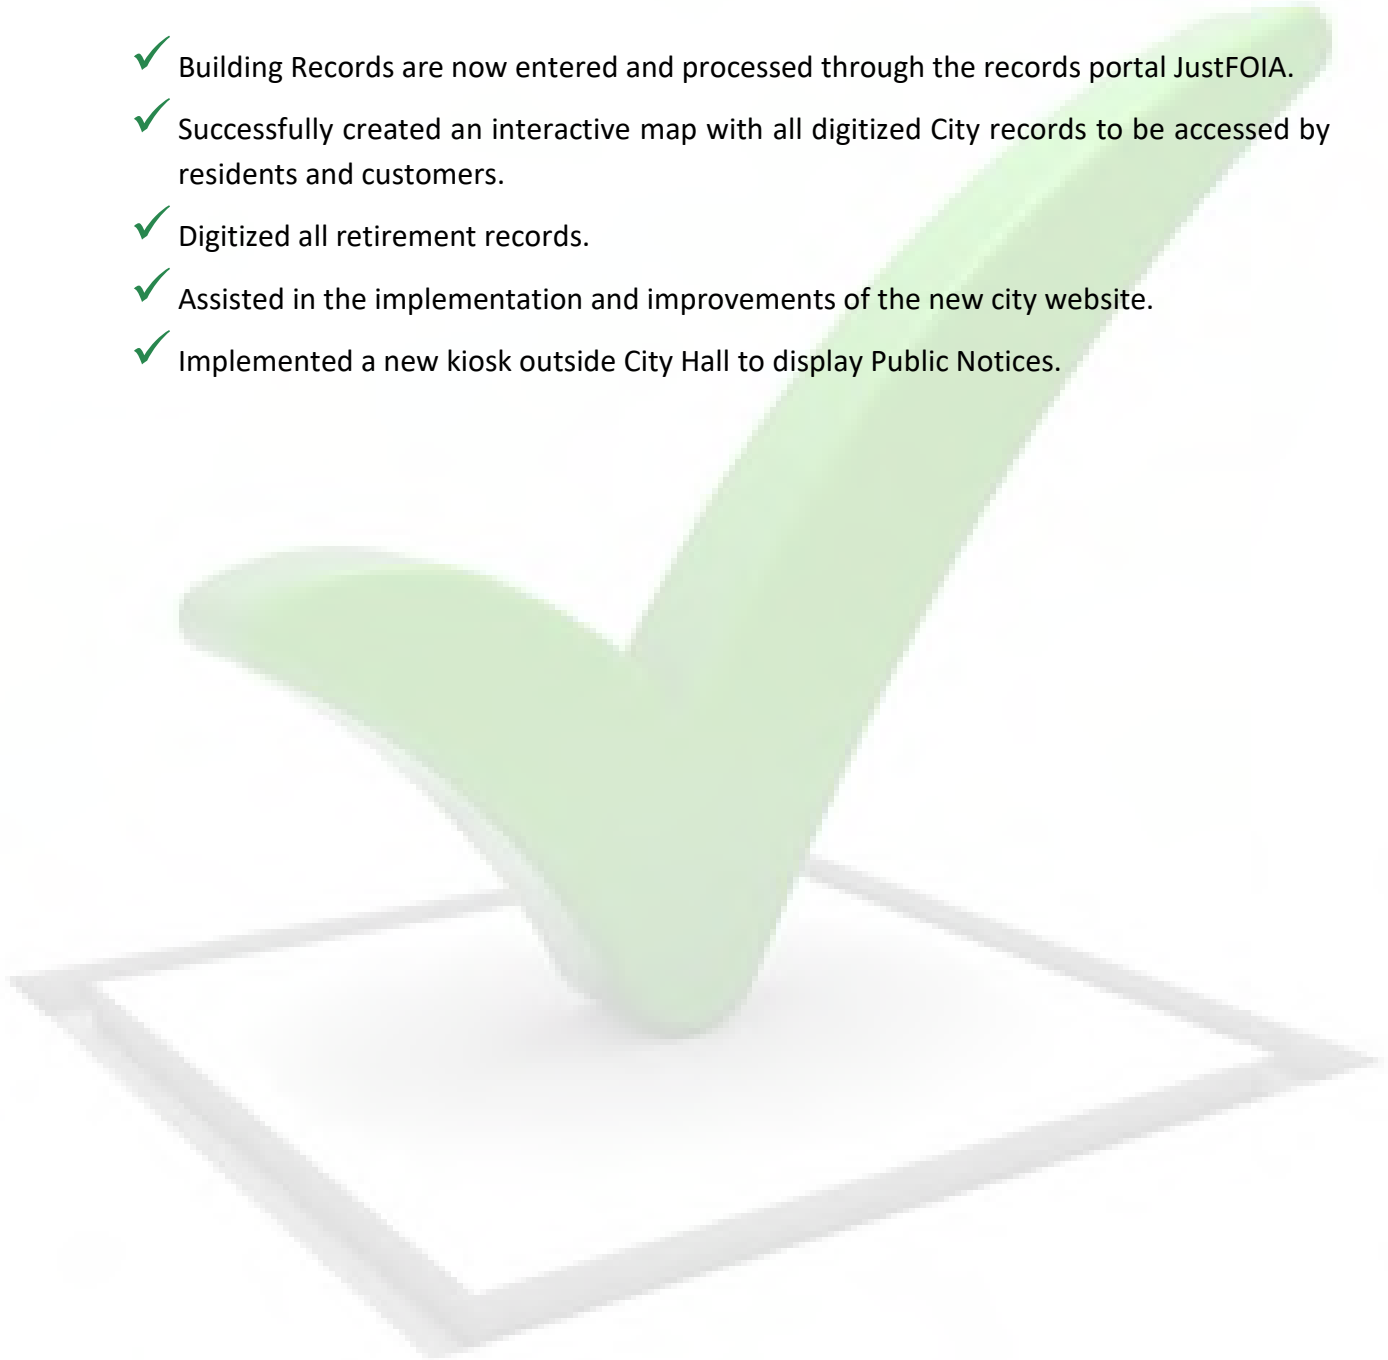 Building Records are now entered and processed through the records portal JustFOIA.
Successfully created an interactive map with all digitized City records to be accessed by
residents and customers.
Digitized all retirement records.
Assisted in the implementation and improvements of the new city website.
Implemented a new kiosk outside City Hall to display Public Notices.